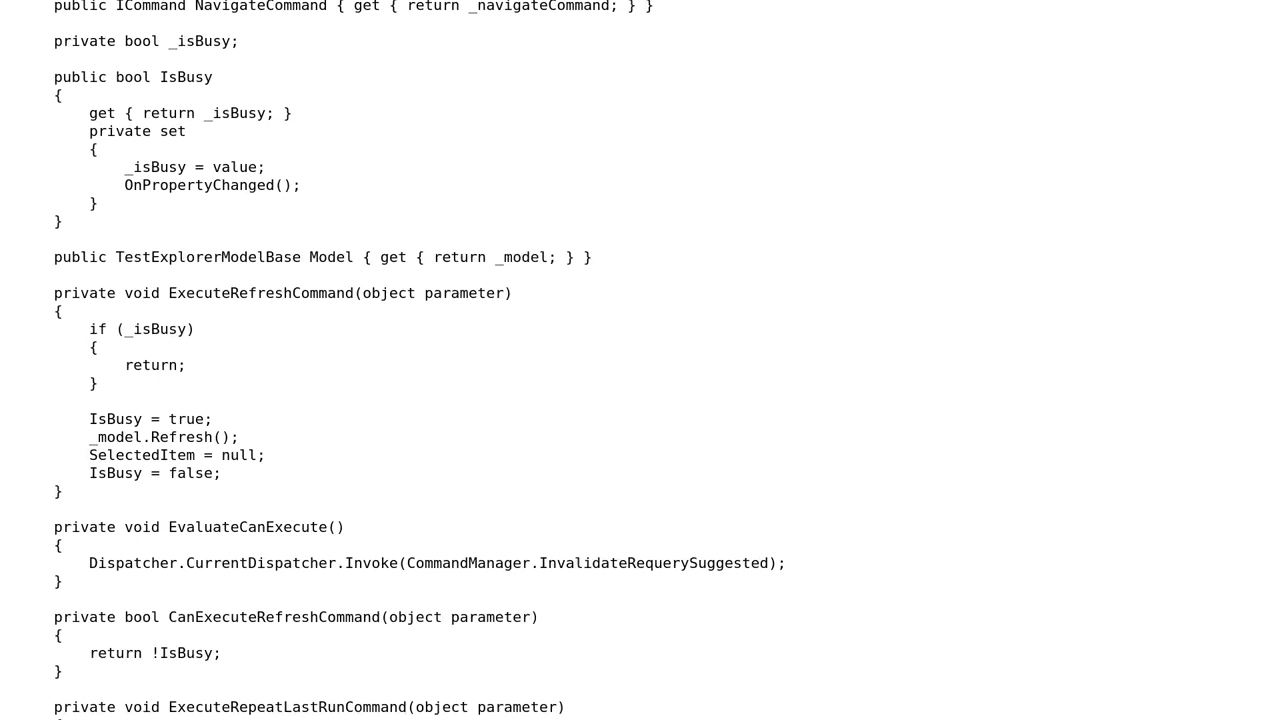 public ICommand NavigateCommand { get { return _navigateCommand; } }
private bool _isBusy;
public bool IsBusy
{
get { return _isBusy; }
private set
{
_isBusy = value;
OnPropertyChanged();
}
}
public TestExplorerModelBase Model { get { return _model; } }
private void ExecuteRefreshCommand(object parameter)
{
if (_isBusy)
{
return;
}
IsBusy = true;
_model.Refresh();
SelectedItem = null;
IsBusy = false;
}
private void EvaluateCanExecute()
{
Dispatcher.CurrentDispatcher.Invoke(CommandManager.InvalidateRequerySuggested);
}
private bool CanExecuteRefreshCommand(object parameter)
{
return !IsBusy;
}
private void ExecuteRepeatLastRunCommand(object parameter)
{